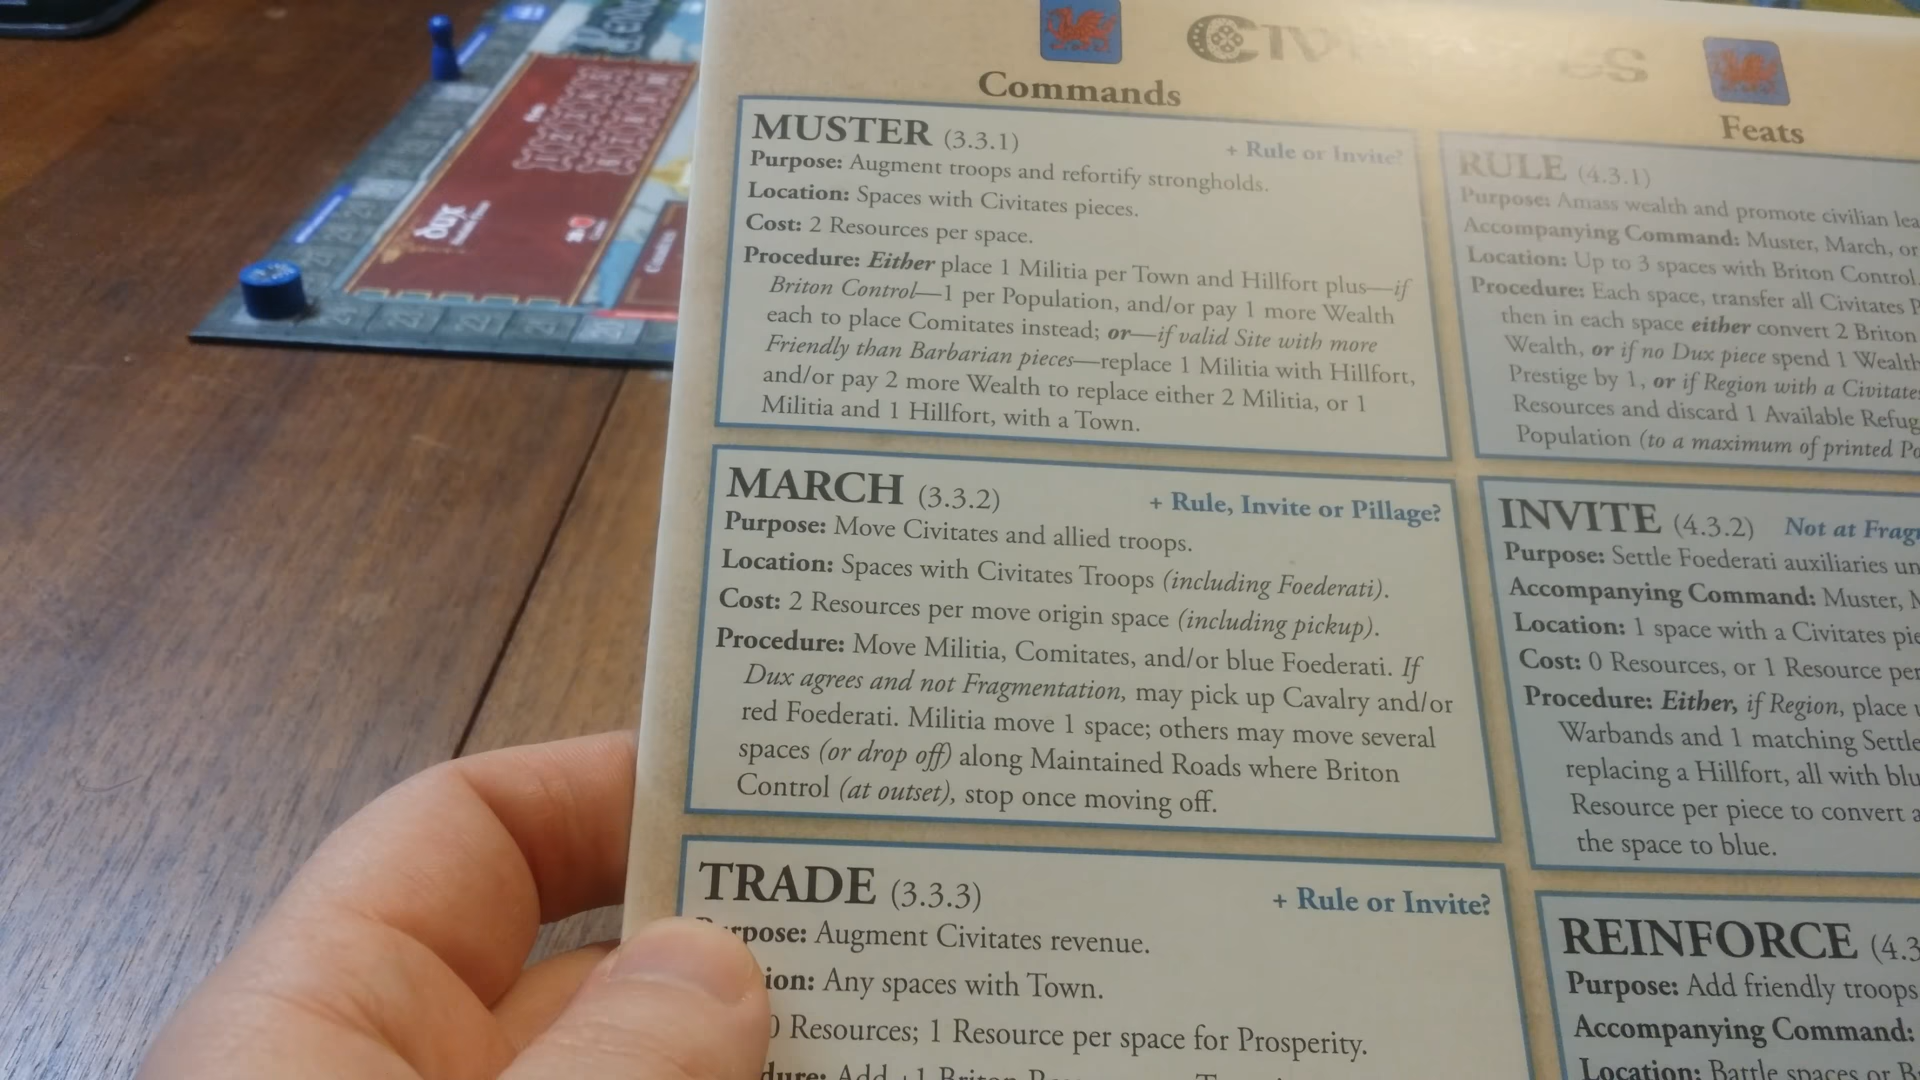 Commands
MUSTER (3.3.1) + Rule or Invite?
Purpose: Augment troops and refortify strongholds.
Location: Spaces with Civitates pieces.
Cost: 2 Resources per space.
Procedure: Either place 1 Militia per Town and Hillfort plus—if
Briton Control—1 per Population, and/or pay 1 more Wealth
each to place Comitates instead; or—if valid Site with more
Friendly than Barbarian pieces—replace 1 Militia with Hillfort,
and/or pay 2 more Wealth to replace either 2 Militia, or 1
Militia and 1 Hillfort, with a Town.
MARCH (3.3.2) + Rule, Invite or Pillage?
Purpose: Move Civitates and allied troops.
Location: Spaces with Civitates Troops (including Foederati).
Cost: 2 Resources per move origin space (including pickup).
Procedure: Move Militia, Comitates, and/or blue Foederati. If
Dux agrees and not Fragmentation, may pick up Cavalry and/or
red Foederati. Militia move 1 space; others may move several
spaces (or drop off) along Maintained Roads where Briton
Control (at outset), stop once moving off.
TRADE (3.3.3) + Rule or Invite?
Purpose: Augment Civitates revenue.
Any spaces with Town.
Resources; 1 Resource per space for Prosperity.
Feats
RULE (4.3.1)
Purpose: Amass wealth and promote civilian
Accompanying Command: Muster, March, or
Location: Up to 3 spaces with Briton Control.
Procedure: Each space, transfer all Civitates
then in each space either convert 2 Briton
Wealth, or if no Dux piece spend 1 Wealth
Prestige by 1, or if Region with a
Resources and discard 1 Available
Population (to a maximum of printed
INVITE (4.3.2) Not at
Purpose: Settle Foederati auxiliaries
Accompanying Command: Muster,
Location: 1 space with a Civitates
Cost: 0 Resources, or 1 Resource per
Procedure: Either, if Region, place
Warbands and 1 matching
replacing a Hillfort, all with
Resource per piece to convert
the space to blue.
REINFORCE
Purpose: Add friendly troops
Accompanying Command:
Location: Battle spaces or
Dux